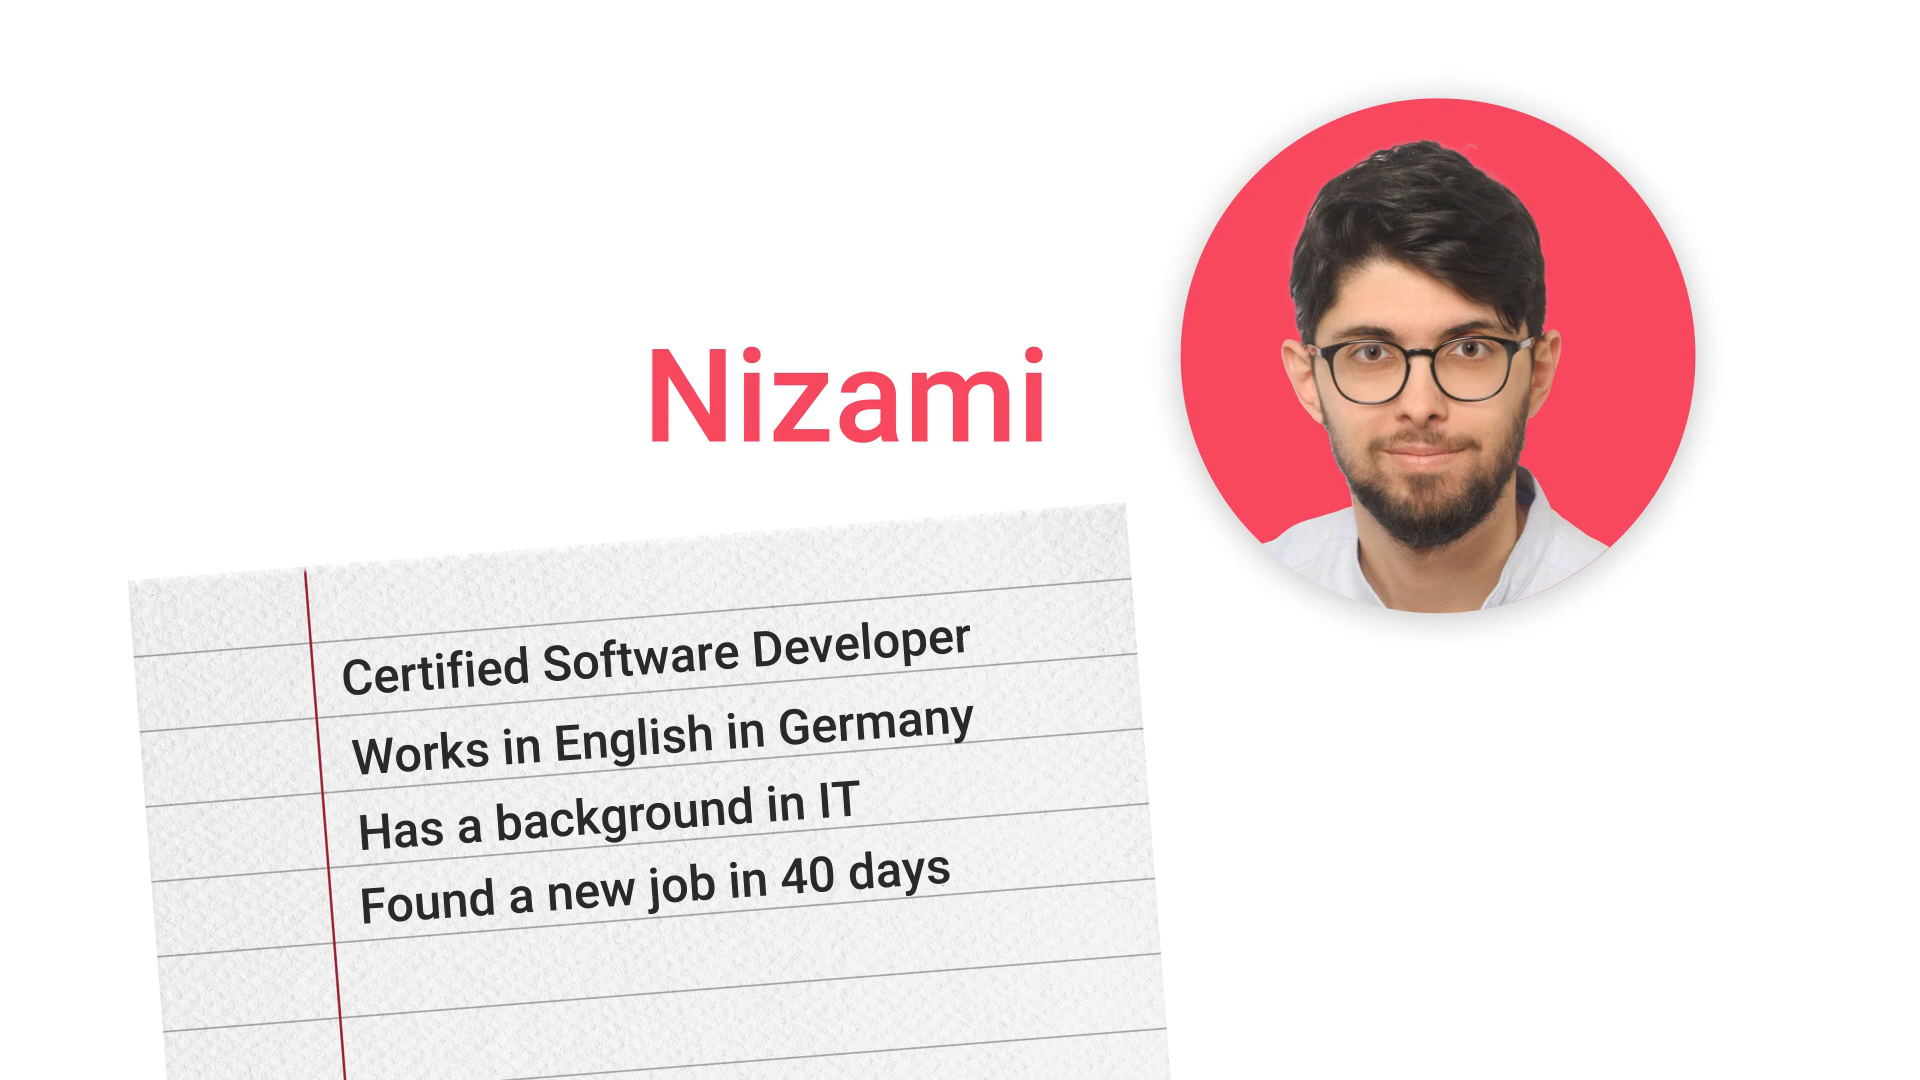 Nizami
Certified Software Developer
Works in English in Germany
Has a background in IT
Found a new job in 40 days